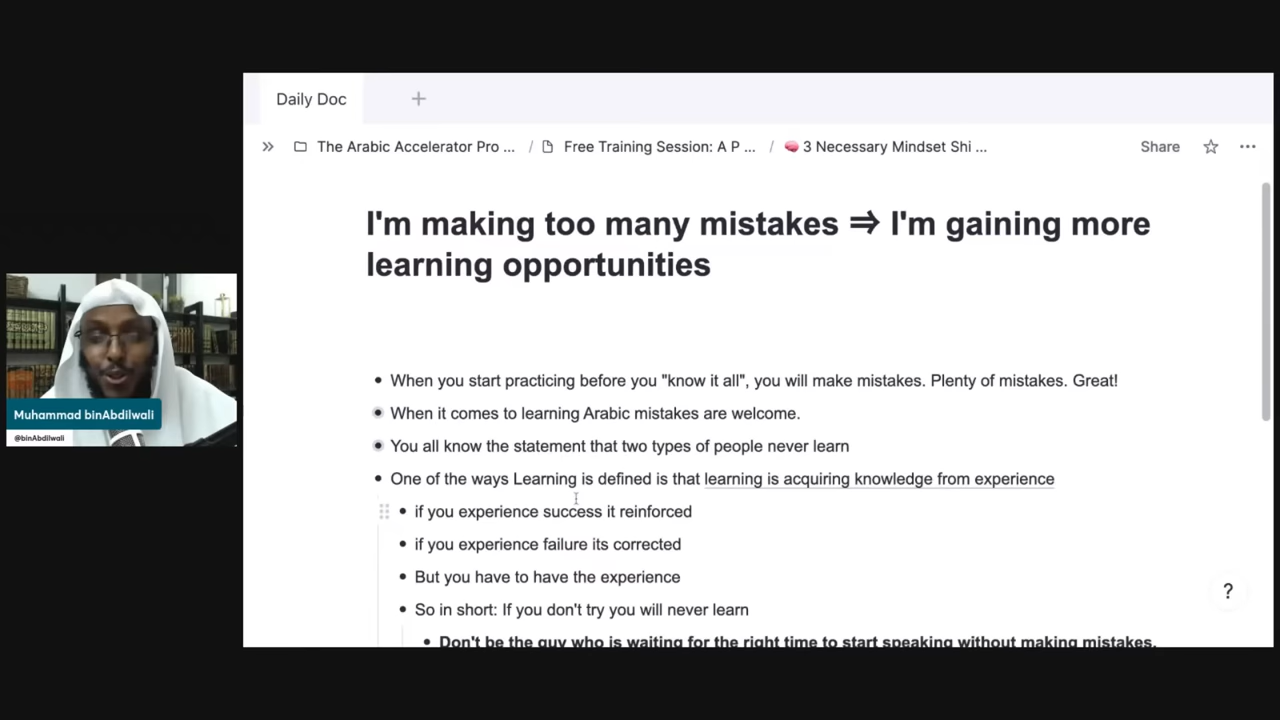 Daily Doc
The Arabic Accelerator Pro ... / Free Training Session: A P ... / 3 Necessary Mindset Shi ... Share
I'm making too many mistakes ⇒ I'm gaining more
learning opportunities
When you start practicing before you "know it all", you will make mistakes. Plenty of mistakes. Great!
When it comes to learning Arabic mistakes are welcome.
You all know the statement that two types of people never learn
One of the ways Learning is defined is that learning is acquiring knowledge from experience
if you experience success it reinforced
if you experience failure its corrected
But you have to have the experience
So in short: If you don't try you will never learn
Don't be the guy who is waiting for the right time to start speaking without making mistakes.
?
Muhammad binAbdilwali
@binAbdilwali